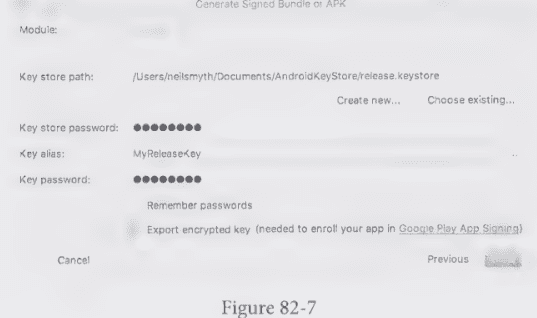 Generate Signed Bundle or APK
Module:
Key store path: /Users/neilsmyth/Documents/AndroidKeyStore/release.keystore
Create new... Choose existing...
Key store password: ●●●●●●●●
Key alias: MyReleaseKey ..
Key password: ●●●●●●●●
Remember passwords
Export encrypted key (needed to enroll your app in Google Play App Signing)
Cancel Previous
Figure 82-7